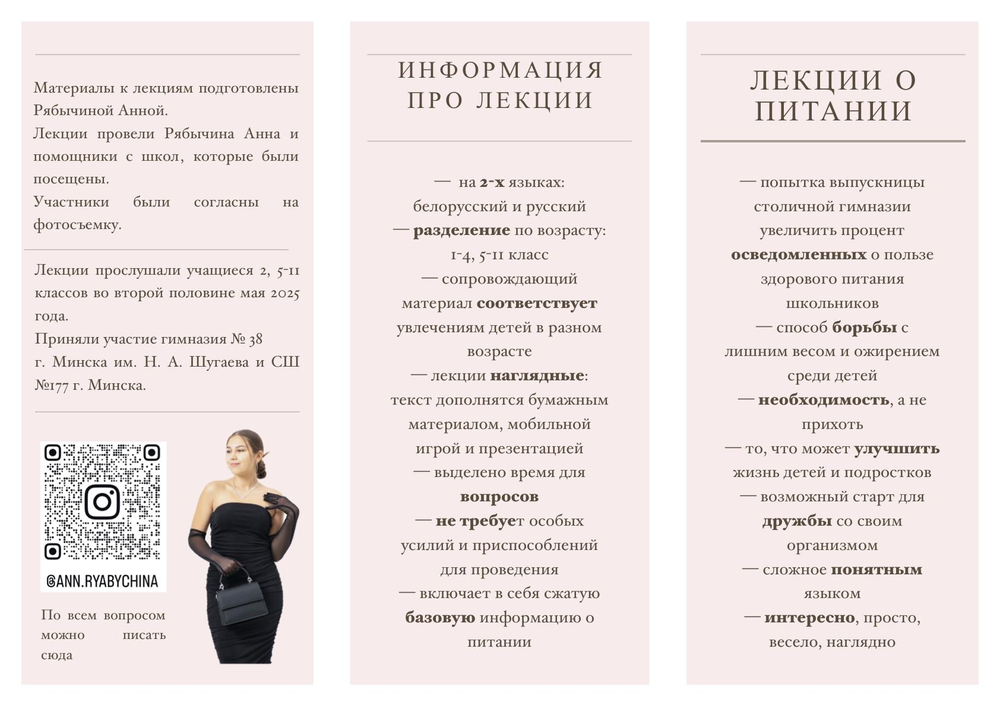 Материалы к лекциям подготовлены
Рябычиной Анной.
Лекции провели Рябычина Анна и
помощники с школ, которые были
посещены.
Участники были согласны на
фотосъемку.
Лекции прослушали учащиеся 2, 5-11
классов во второй половине мая 2025
года.
Приняли участие гимназия № 38
г. Минска им. Н. А. Шугаева и СШ
№177 г. Минска.
@ANN.RYABYCHINA
По всем вопросом
можно писать
сюда
ИНФОРМАЦИЯ
ПРО ЛЕКЦИИ
— на 2-х языках:
белорусский и русский
— разделение по возрасту:
1-4, 5-11 класс
— сопровождающий
материал соответствует
увлечениям детей в разном
возрасте
— лекции наглядные:
текст дополнятся бумажным
материалом, мобильной
игрой и презентацией
— выделено время для
вопросов
— не требует особых
усилий и приспособлений
для проведения
— включает в себя сжатую
базовую информацию о
питании
ЛЕКЦИИ О
ПИТАНИИ
— попытка выпускницы
столичной гимназии
увеличить процент
осведомленных о пользе
здорового питания
школьников
— способ борьбы с
лишним весом и ожирением
среди детей
— необходимость, а не
прихоть
— то, что может улучшить
жизнь детей и подростков
— возможный старт для
дружбы со своим
организмом
— сложное понятным
языком
— интересно, просто,
весело, наглядно